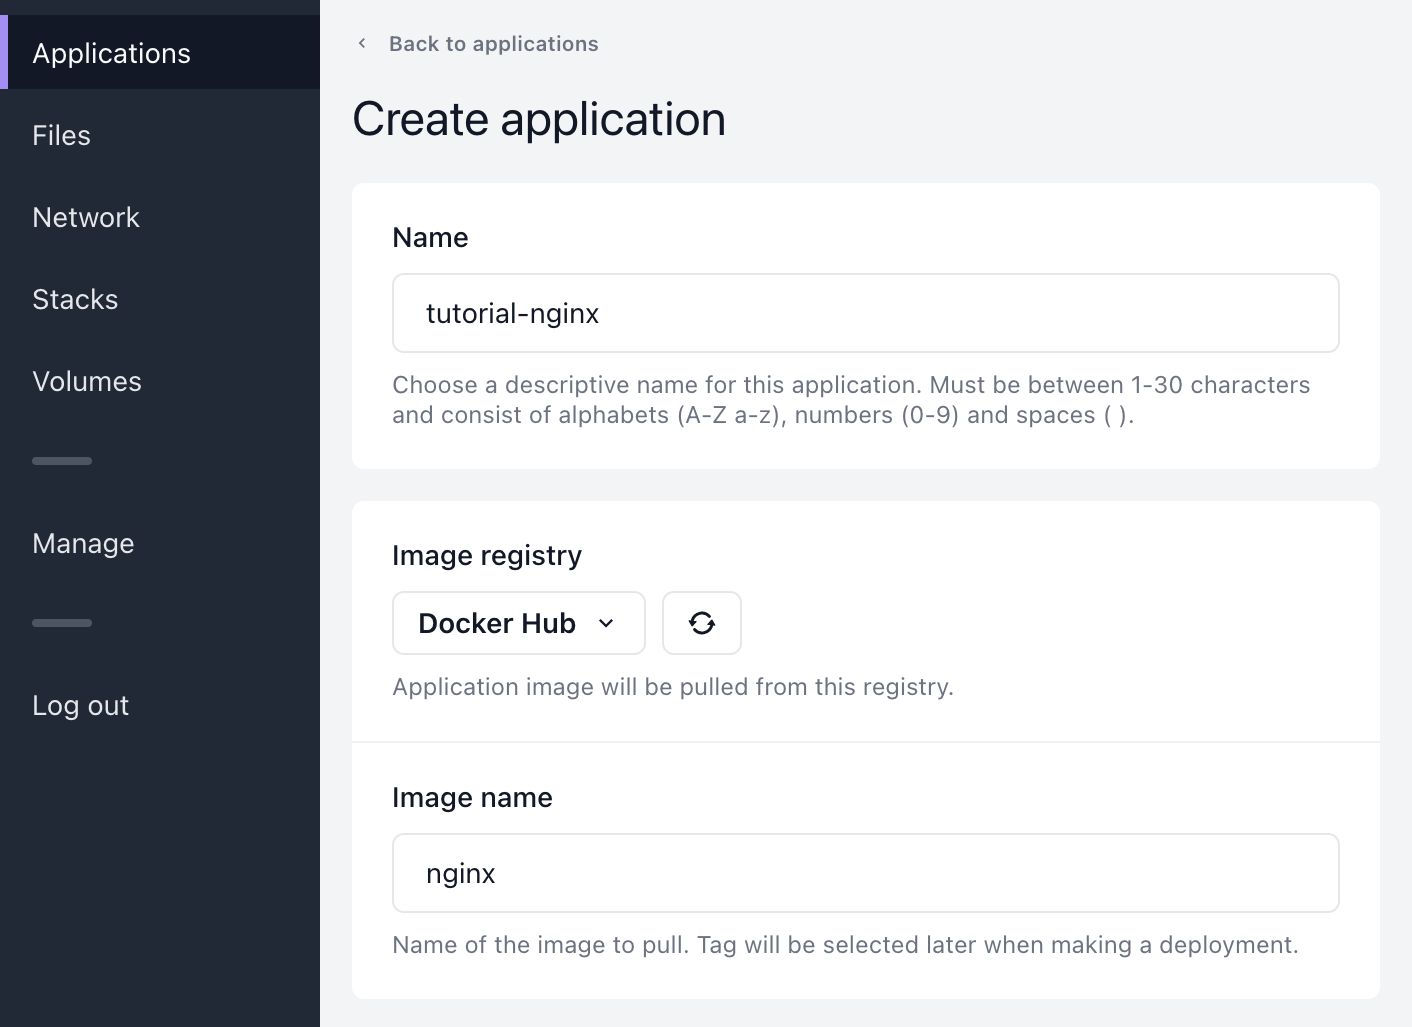 Applications
Files
Network
Stacks
Volumes
Manage
Log out
Back to applications
Create application
Name
tutorial-nginx
Choose a descriptive name for this application. Must be between 1-30 characters
and consist of alphabets (A-Z a-z), numbers (0-9) and spaces ( ).
Image registry
Docker Hub
Application image will be pulled from this registry.
Image name
nginx
Name of the image to pull. Tag will be selected later when making a deployment.